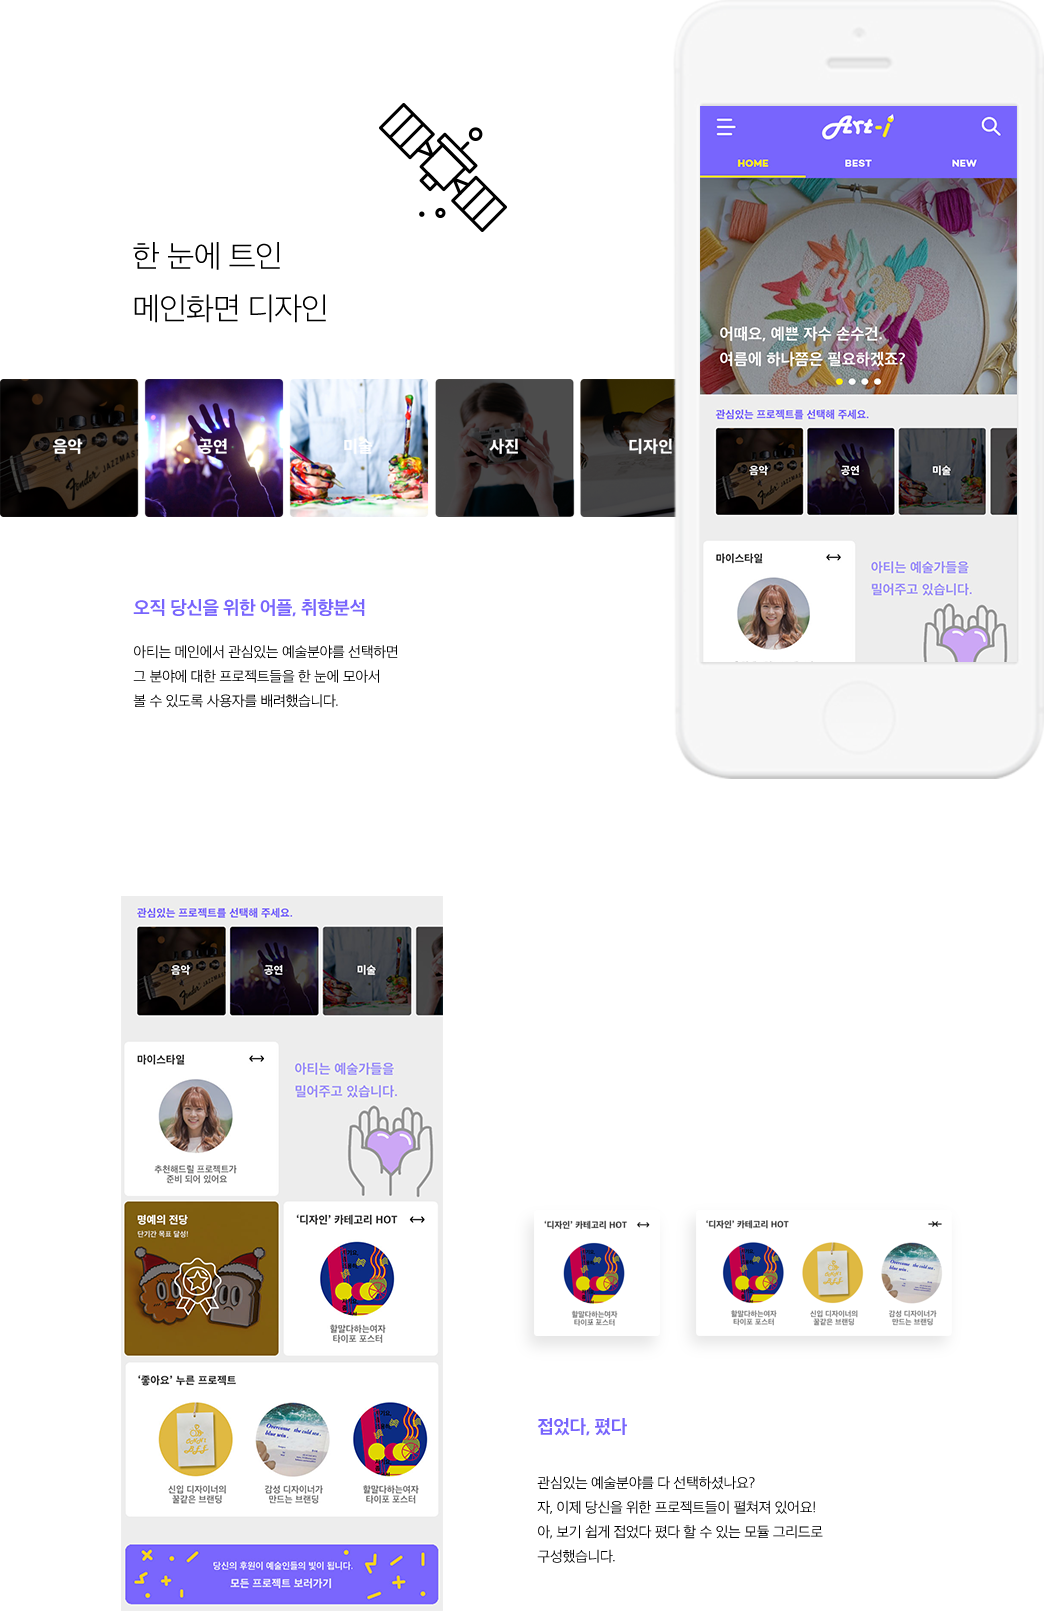 한 눈에 트인
메인화면 디자인
음악
공연
미술
사진
디자인
오직 당신을 위한 어플, 취향분석
아티는 메인에서 관심있는 예술분야를 선택하면
그 분야에 대한 프로젝트들을 한 눈에 모아서
볼 수 있도록 사용자를 배려했습니다.
Art-i
HOME
BEST
NEW
어때요, 예쁜 자수 손수건.
여름에 하나쯤은 필요하겠죠?
관심있는 프로젝트를 선택해 주세요.
음악
공연
미술
마이스타일
아티는 예술가들을
밀어주고 있습니다.
관심있는 프로젝트를 선택해 주세요.
음악
공연
미술
마이스타일
추천해드릴 프로젝트가
준비 되어 있어요
아티는 예술가들을
밀어주고 있습니다.
명예의 전당
단기간 목표 달성!
‘디자인’ 카테고리 HOT
할말다하는여자
타이포 포스터
‘좋아요’ 누른 프로젝트
신입 디자이너의
꿀같은 브랜딩
감성 디자이너가
만드는 브랜딩
할말다하는여자
타이포 포스터
당신의 후원이 예술인들의 빛이 됩니다.
모든 프로젝트 보러가기
‘디자인’ 카테고리 HOT
할말다하는여자
타이포 포스터
‘디자인’ 카테고리 HOT
할말다하는여자
타이포 포스터
신입 디자이너의
꿀같은 브랜딩
감성 디자이너가
만드는 브랜딩
접었다, 폈다
관심있는 예술분야를 다 선택하셨나요?
자, 이제 당신을 위한 프로젝트들이 펼쳐져 있어요!
아, 보기 쉽게 접었다 폈다 할 수 있는 모듈 그리드로
구성했습니다.